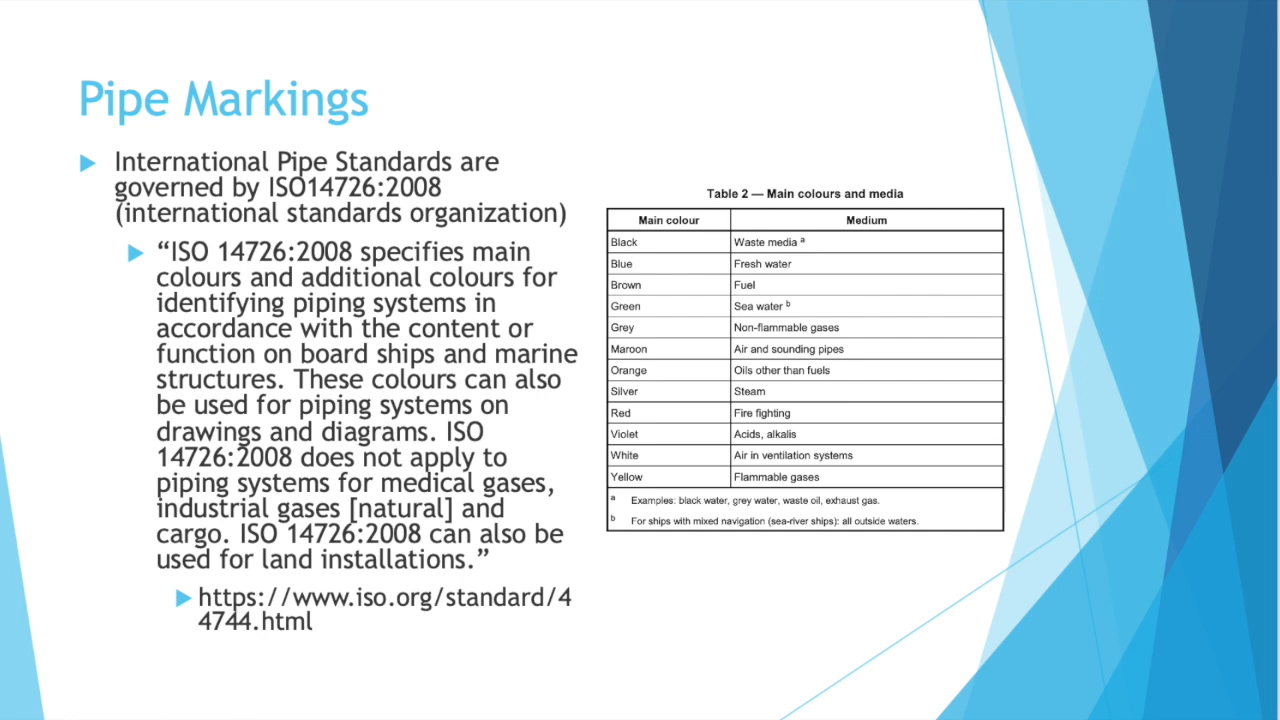 Pipe Markings
International Pipe Standards are
governed by ISO14726:2008
(international standards organization)
“ISO 14726:2008 specifies main
colours and additional colours for
identifying piping systems in
accordance with the content or
function on board ships and marine
structures. These colours can also
be used for piping systems on
drawings and diagrams. ISO
14726:2008 does not apply to
piping systems for medical gases,
industrial gases [natural] and
cargo. ISO 14726:2008 can also be
used for land installations.”
https://www.iso.org/standard/4
4744.html
Table 2 — Main colours and media
Main colour Medium
Black Waste media a
Blue Fresh water
Brown Fuel
Green Sea water b
Grey Non-flammable gases
Maroon Air and sounding pipes
Orange Oils other than fuels
Silver Steam
Red Fire fighting
Violet Acids, alkalis
White Air in ventilation systems
Yellow Flammable gases
a Examples: black water, grey water, waste oil, exhaust gas.
b For ships with mixed navigation (sea-river ships): all outside waters.